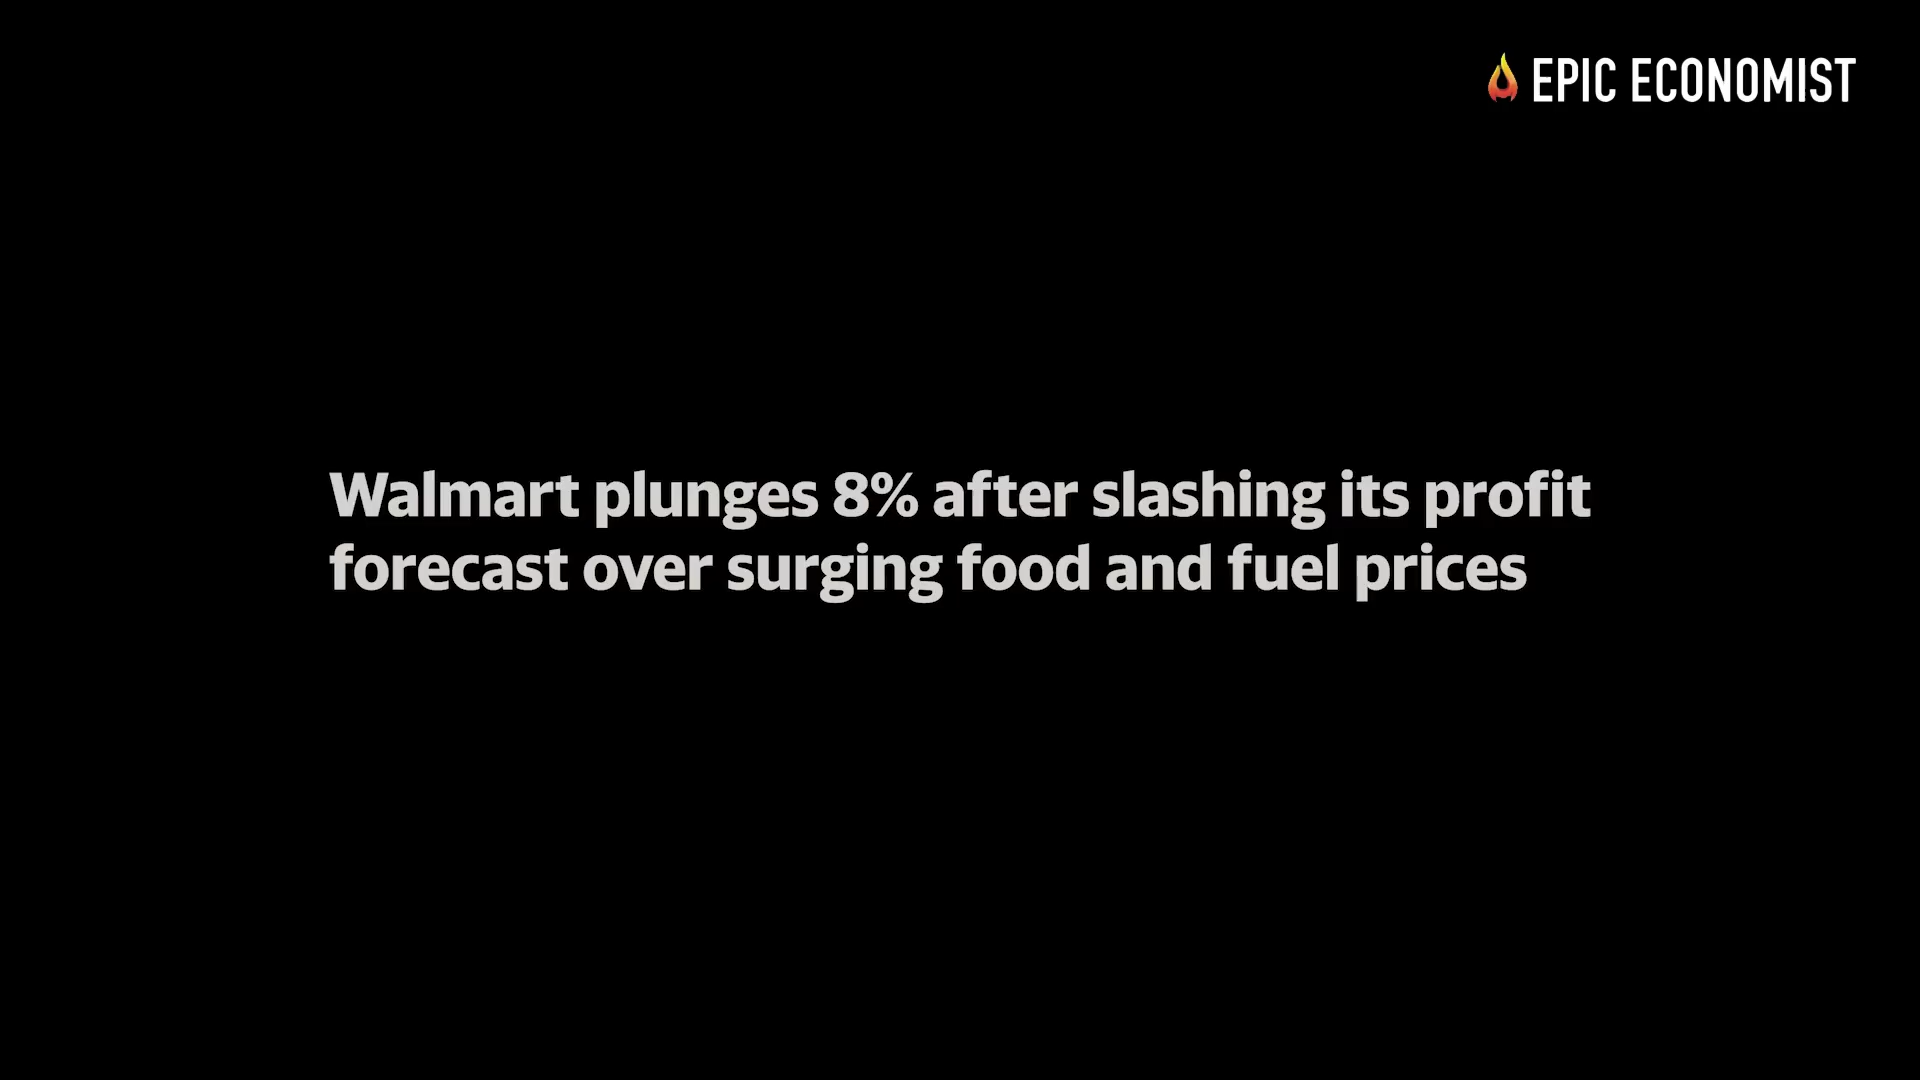 EPIC ECONOMIST
Walmart plunges 8% after slashing its profit
forecast over surging food and fuel prices